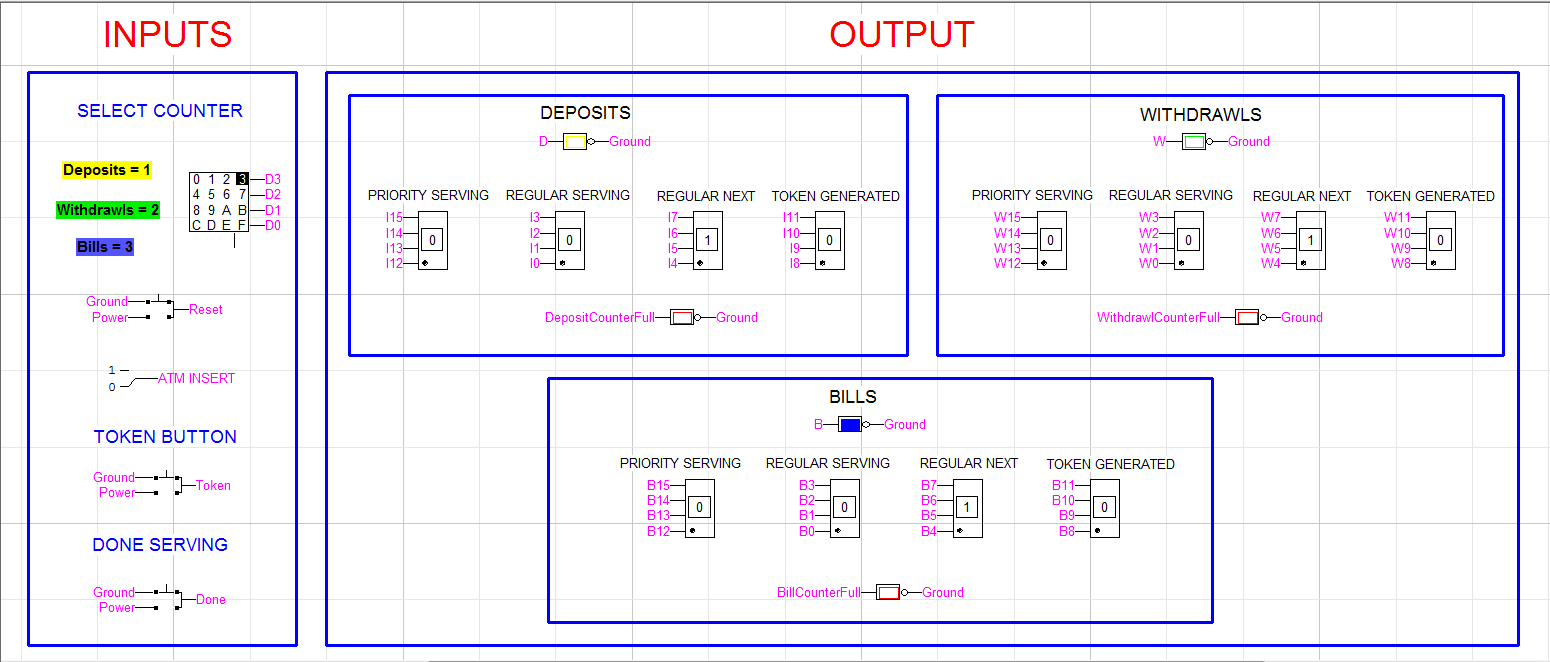 INPUTS
OUTPUT
SELECT COUNTER
Deposits = 1
Withdrawls = 2
Bills = 3
0 1 2 3 D3
4 5 6 7 D2
8 9 A B D1
C D E F D0
Ground
Power
Reset
1
0
ATM INSERT
TOKEN BUTTON
Ground
Power
Token
DONE SERVING
Ground
Power
Done
DEPOSITS
D Ground
PRIORITY SERVING
I15
I14
I13
I12
0
REGULAR SERVING
I3
I2
I1
I0
0
REGULAR NEXT
I7
I6
I5
I4
1
TOKEN GENERATED
I11
I10
I9
I8
0
DepositCounterFull Ground
WITHDRAWLS
W Ground
PRIORITY SERVING
W15
W14
W13
W12
0
REGULAR SERVING
W3
W2
W1
W0
0
REGULAR NEXT
W7
W6
W5
W4
1
TOKEN GENERATED
W11
W10
W9
W8
0
WithdrawlCounterFull Ground
BILLS
B Ground
PRIORITY SERVING
B15
B14
B13
B12
0
REGULAR SERVING
B3
B2
B1
B0
0
REGULAR NEXT
B7
B6
B5
B4
1
TOKEN GENERATED
B11
B10
B9
B8
0
BillCounterFull Ground